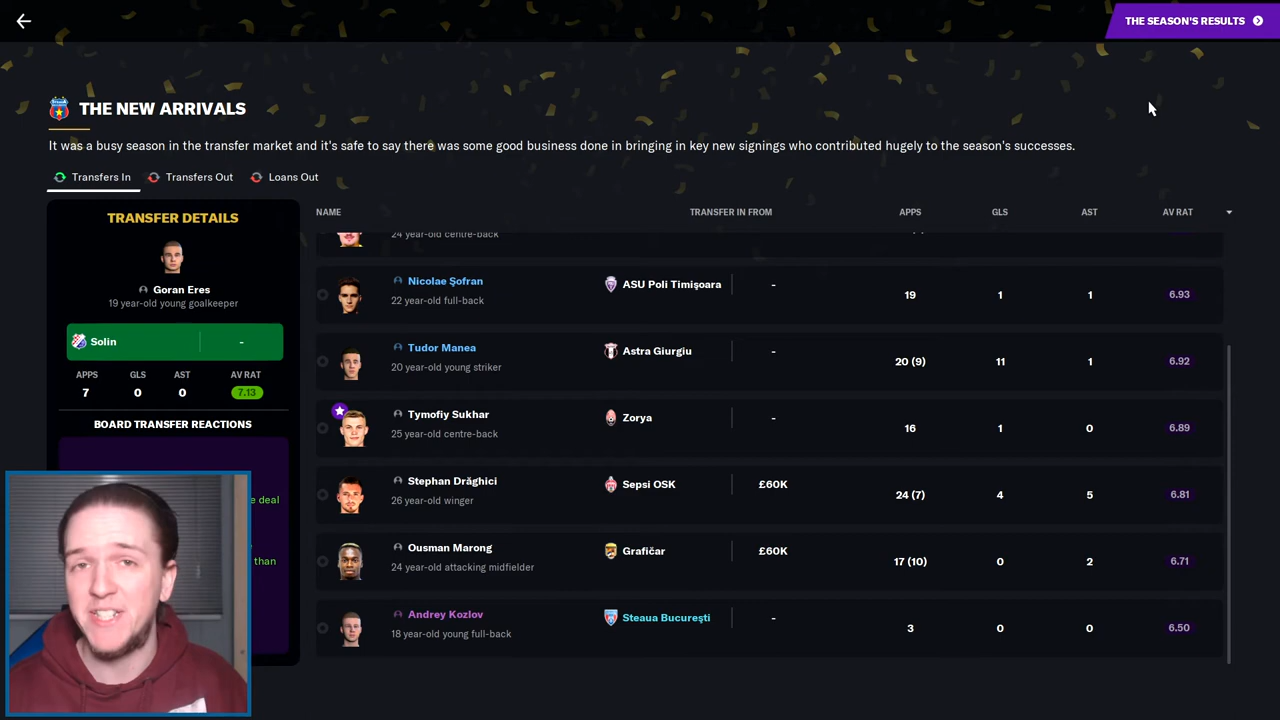 THE SEASON'S RESULTS
THE NEW ARRIVALS
It was a busy season in the transfer market and it's safe to say there was some good business done in bringing in key new signings who contributed hugely to the season's successes.
Transfers In Transfers Out Loans Out
TRANSFER DETAILS
Goran Eres
19 year-old young goalkeeper
Solin -
APPS GLS AST AV RAT
7 0 0 7.13
BOARD TRANSFER REACTIONS
e deal
than
NAME TRANSFER IN FROM APPS GLS AST AV RAT
24 year-old centre-back
Nicolae Şofran ASU Poli Timişoara - 19 1 1 6.93
22 year-old full-back
Tudor Manea Astra Giurgiu - 20 (9) 11 1 6.92
20 year-old young striker
Tymofiy Sukhar Zorya - 16 1 0 6.89
25 year-old centre-back
Stephan Drăghici Sepsi OSK £60K 24 (7) 4 5 6.81
26 year-old winger
Ousman Marong Grafičar £60K 17 (10) 0 2 6.71
24 year-old attacking midfielder
Andrey Kozlov Steaua Bucureşti - 3 0 0 6.50
18 year-old young full-back